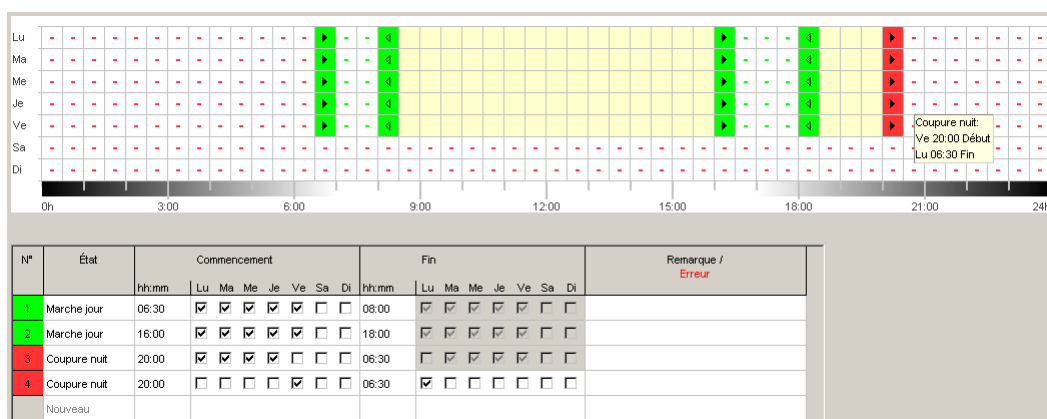 Lu
Ma
Me
Je
Ve
Sa
Di
Coupure nuit:
Ve 20:00 Début
Lu 06:30 Fin
0h 3:00 6:00 9:00 12:00 15:00 18:00 21:00 24h
N° État Commencement Fin Remarque /
Erreur
hh:mm Lu Ma Me Je Ve Sa Di hh:mm Lu Ma Me Je Ve Sa Di
1 Marche jour 06:30 08:00
2 Marche jour 16:00 18:00
3 Coupure nuit 20:00 06:30
4 Coupure nuit 20:00 06:30
Nouveau